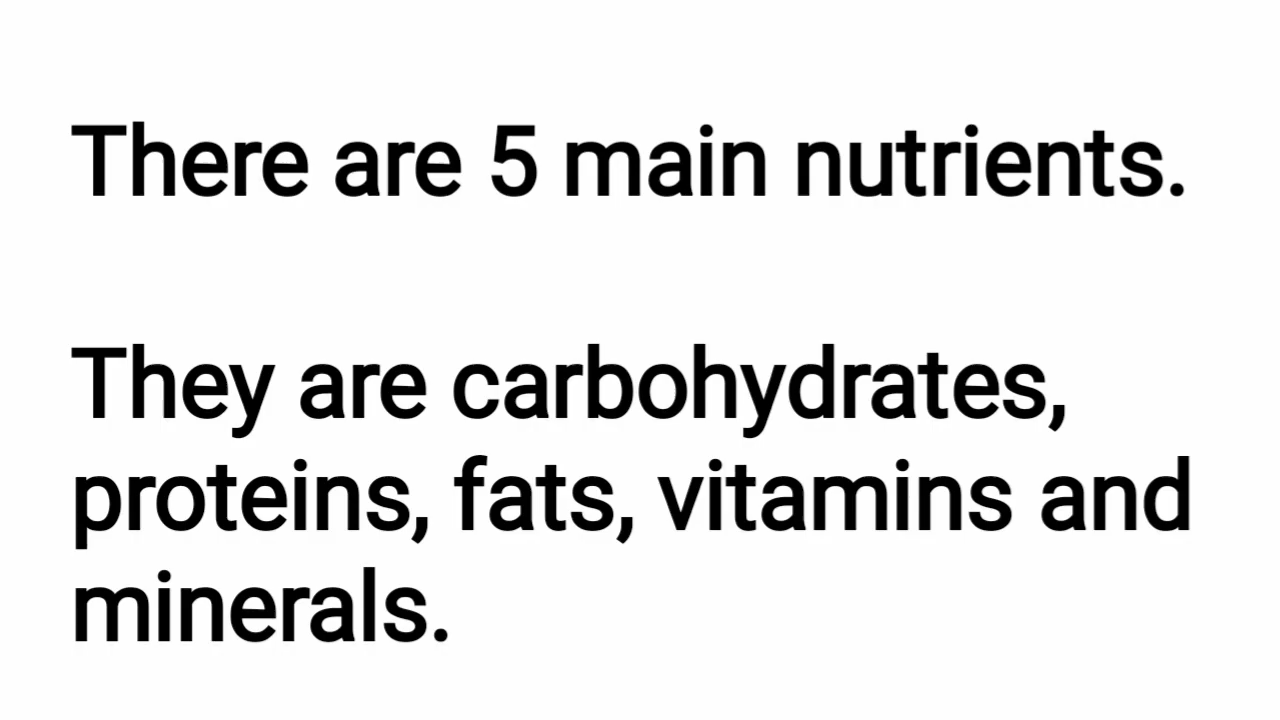 There are 5 main nutrients.
They are carbohydrates,
proteins, fats, vitamins and
minerals.